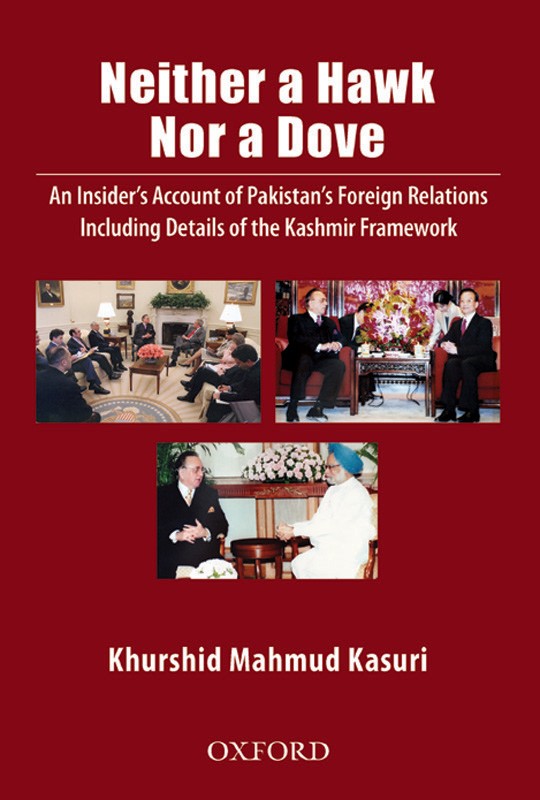 Neither a Hawk
Nor a Dove
An Insider's Account of Pakistan's Foreign Relations
Including Details of the Kashmir Framework
Khurshid Mahmud Kasuri
OXFORD